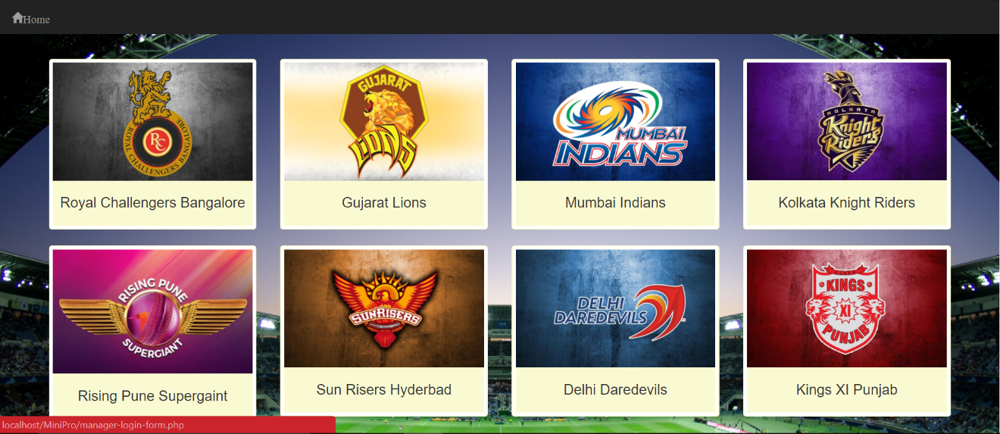 Home
ROYAL CHALLENGERS BANGALORE
RC
GUJARAT
LIONS
MUMBAI
INDIANS
KOLKATA
Knight
Riders
Royal Challengers Bangalore
Gujarat Lions
Mumbai Indians
Kolkata Knight Riders
RISING PUNE
SUPERGIANT
SUNRISERS
HYDERABAD
DELHI
DAREDEVILS
KINGS
XI
PUNJAB
Rising Pune Supergaint
Sun Risers Hyderbad
Delhi Daredevils
Kings XI Punjab
localhost/MiniPro/manager-login-form.php